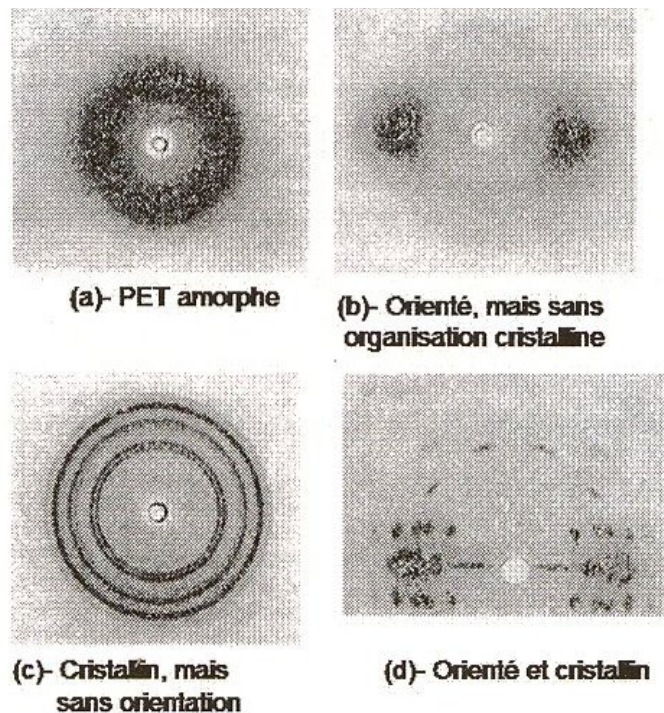 (a)- PET amorphe
(b)- Orienté, mais sans
organisation cristalline
(c)- Cristallin, mais
sans orientation
(d)- Orienté et cristallin